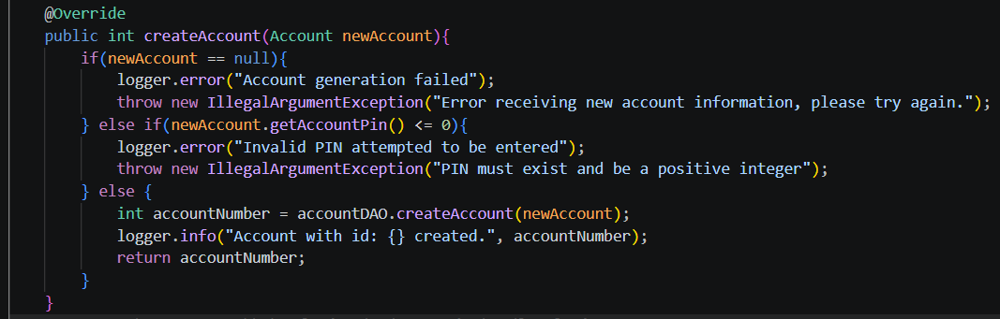 @Override
public int createAccount(Account newAccount){
if(newAccount == null){
logger.error("Account generation failed");
throw new IllegalArgumentException("Error receiving new account information, please try again.");
} else if(newAccount.getAccountPin() <= 0){
logger.error("Invalid PIN attempted to be entered");
throw new IllegalArgumentException("PIN must exist and be a positive integer");
} else {
int accountNumber = accountDAO.createAccount(newAccount);
logger.info("Account with id: {} created.", accountNumber);
return accountNumber;
}
}